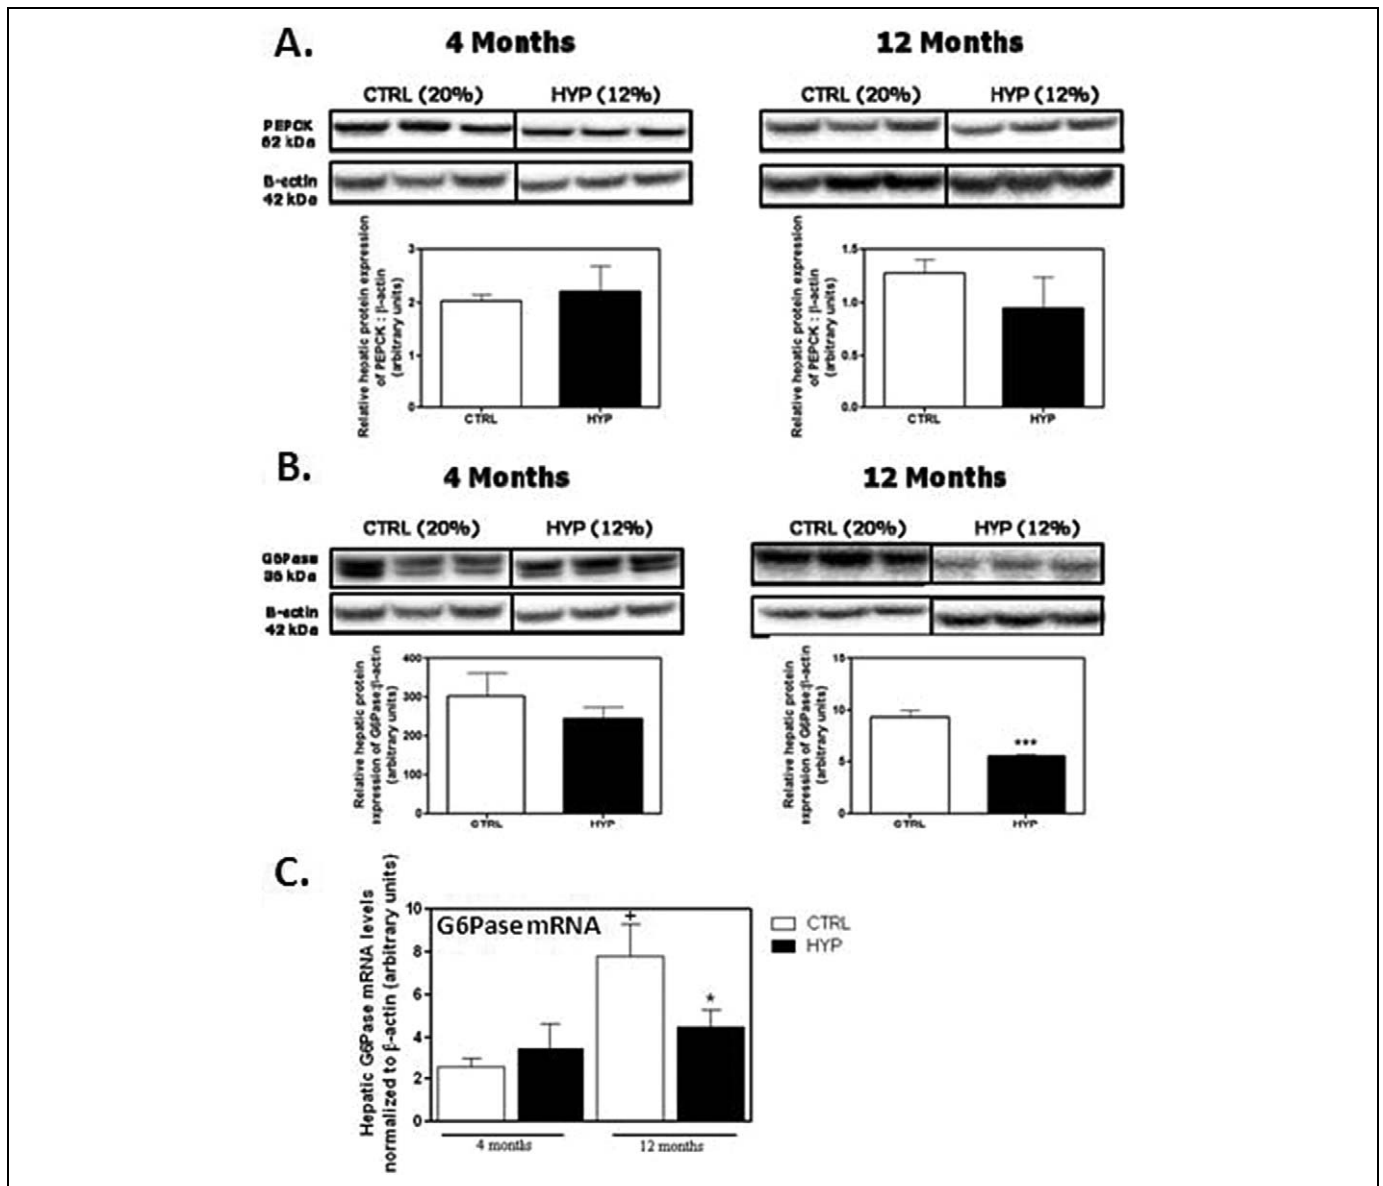 A.
4 Months
12 Months
CTRL (20%) HYP (12%)
CTRL (20%) HYP (12%)
PEPCK
62 kDa
B-actin
42 kDa
Relative hepatic protein expression
of PEPCK : β-actin
(arbitrary units)
3
2
1
0
CTRL HYP
Relative hepatic protein expression
of PEPCK : β-actin
(arbitrary units)
1.5
1.0
0.5
0.0
CTRL HYP
B.
4 Months
12 Months
CTRL (20%) HYP (12%)
CTRL (20%) HYP (12%)
G6Pase
36 kDa
B-actin
42 kDa
Relative hepatic protein
expression of G6Pase:β-actin
(arbitrary units)
400
300
200
100
0
CTRL HYP
Relative hepatic protein
expression of G6Pase:β-actin
(arbitrary units)
15
10
5
0
***
CTRL HYP
C.
Hepatic G6Pase mRNA levels
normalized to β-actin (arbitrary units)
10
8
6
4
2
0
G6Pase mRNA
+
*
CTRL
HYP
4 months
12 months